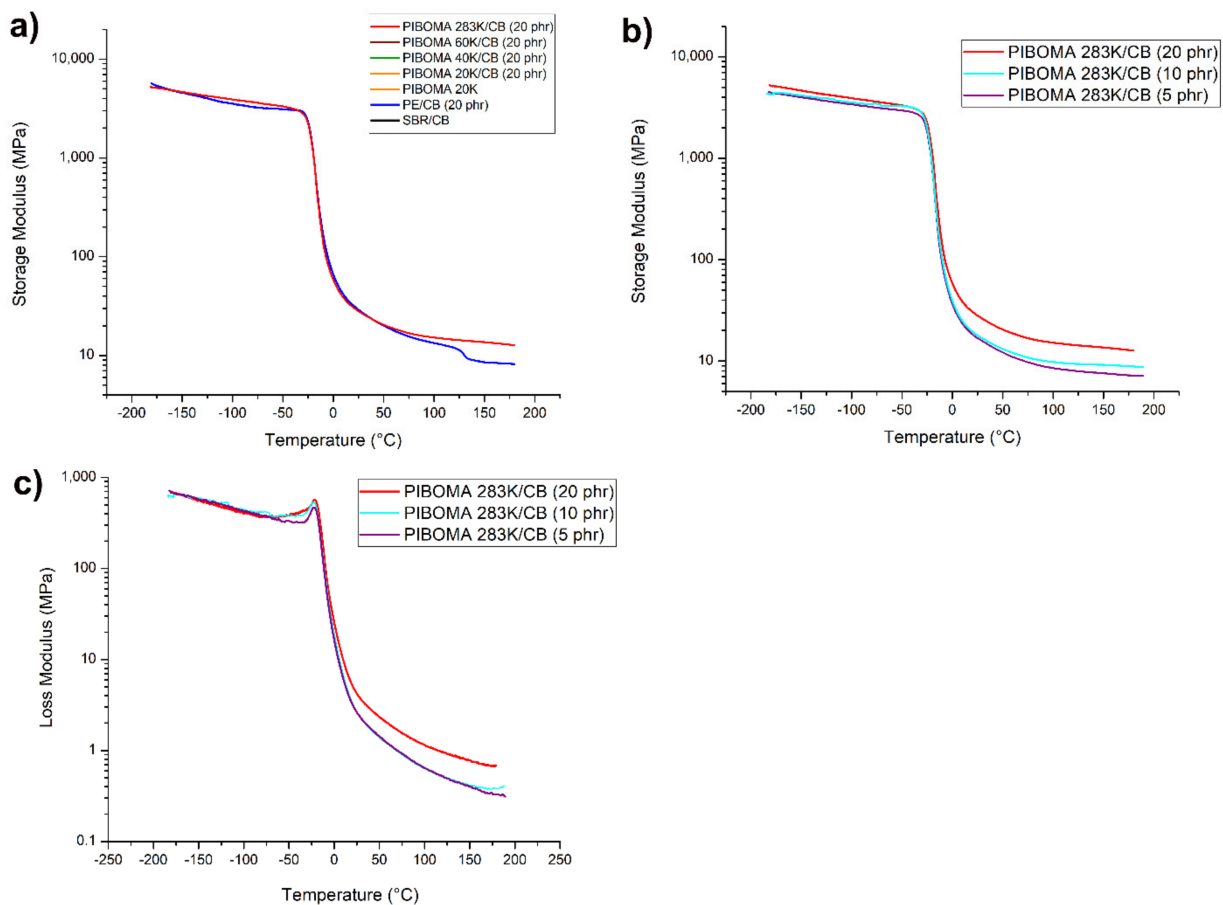 a)
PIBOMA 283K/CB (20 phr)
PIBOMA 60K/CB (20 phr)
PIBOMA 40K/CB (20 phr)
PIBOMA 20K/CB (20 phr)
PIBOMA 20K
PE/CB (20 phr)
SBR/CB
10,000
1,000
100
10
Storage Modulus (MPa)
-200 -150 -100 -50 0 50 100 150 200
Temperature (°C)
b)
PIBOMA 283K/CB (20 phr)
PIBOMA 283K/CB (10 phr)
PIBOMA 283K/CB (5 phr)
10,000
1,000
100
10
Storage Modulus (MPa)
-200 -150 -100 -50 0 50 100 150 200
Temperature (°C)
c)
PIBOMA 283K/CB (20 phr)
PIBOMA 283K/CB (10 phr)
PIBOMA 283K/CB (5 phr)
1,000
100
10
1
0.1
Loss Modulus (MPa)
-250 -200 -150 -100 -50 0 50 100 150 200 250
Temperature (°C)